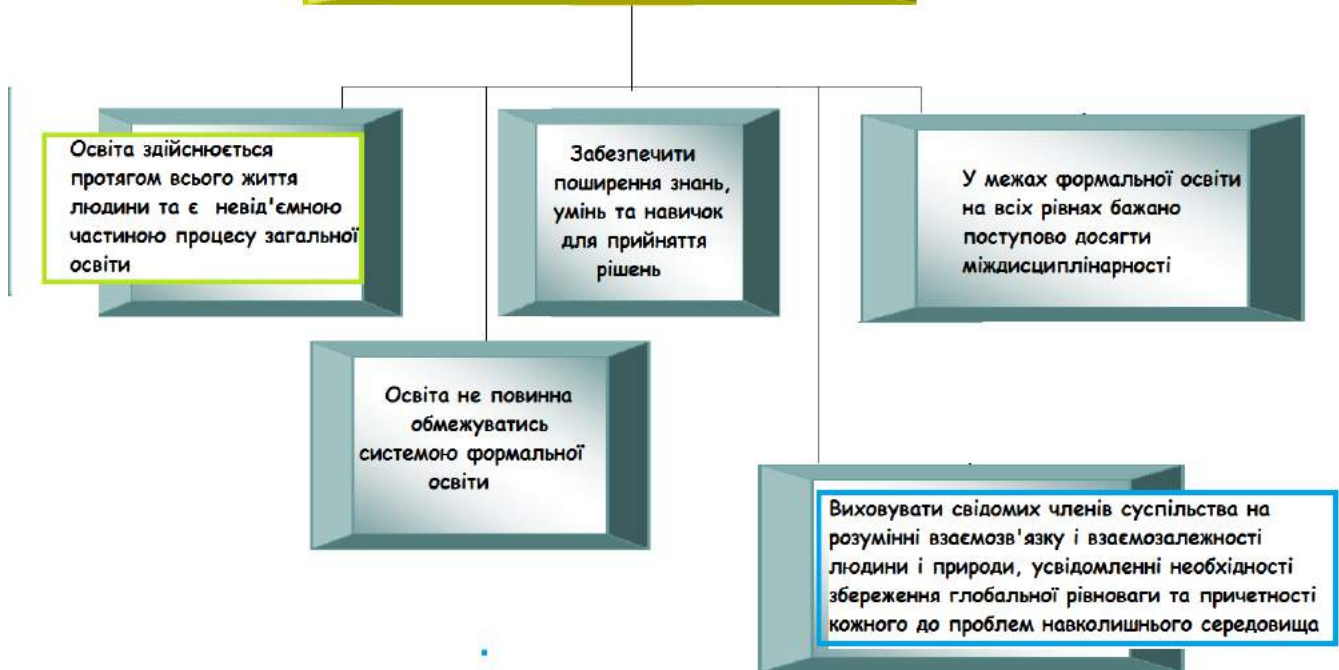 Освіта здійснюється
протягом всього життя
людини та є невід'ємною
частиною процесу загальної
освіти
Забезпечити
поширення знань,
умінь та навичок
для прийняття
рішень
У межах формальної освіти
на всіх рівнях бажано
поступово досягти
міждисциплінарності
Освіта не повинна
обмежуватись
системою формальної
освіти
Виховувати свідомих членів суспільства на
розумінні взаємозв'язку і взаємозалежності
людини і природи, усвідомленні необхідності
збереження глобальної рівноваги та причетності
кожного до проблем навколишнього середовища